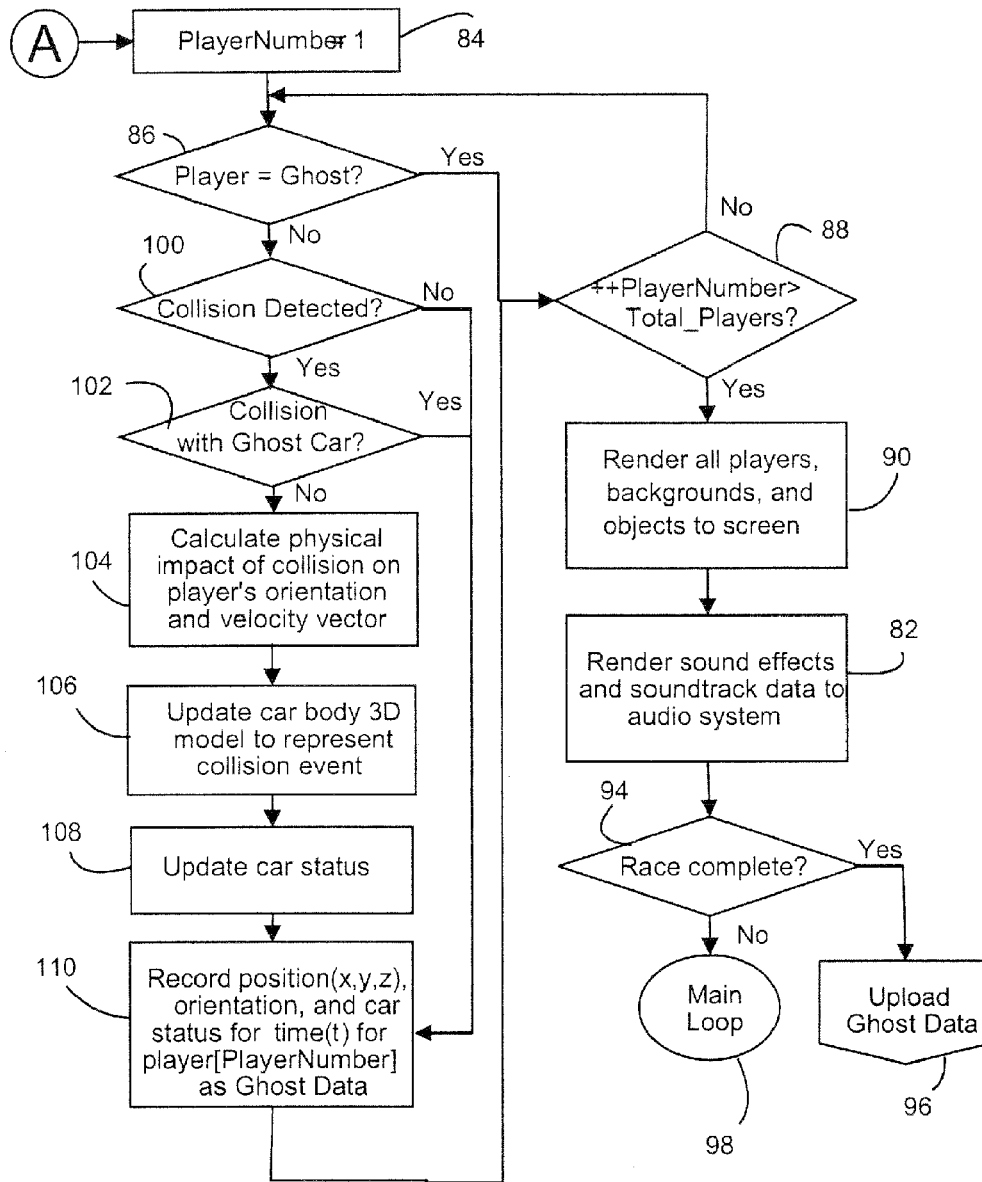 A
PlayerNumber = 1
84
86
Player = Ghost?
Yes
No
100
Collision Detected?
No
Yes
102
Collision
with Ghost Car?
Yes
No
104
Calculate physical
impact of collision on
player's orientation
and velocity vector
106
Update car body 3D
model to represent
collision event
108
Update car status
110
Record position(x,y,z),
orientation, and car
status for time(t) for
player[PlayerNumber]
as Ghost Data
No
88
++PlayerNumber>
Total_Players?
Yes
Render all players,
backgrounds, and
objects to screen
90
82
Render sound effects
and soundtrack data to
audio system
94
Race complete?
Yes
No
Main
Loop
98
Upload
Ghost Data
96